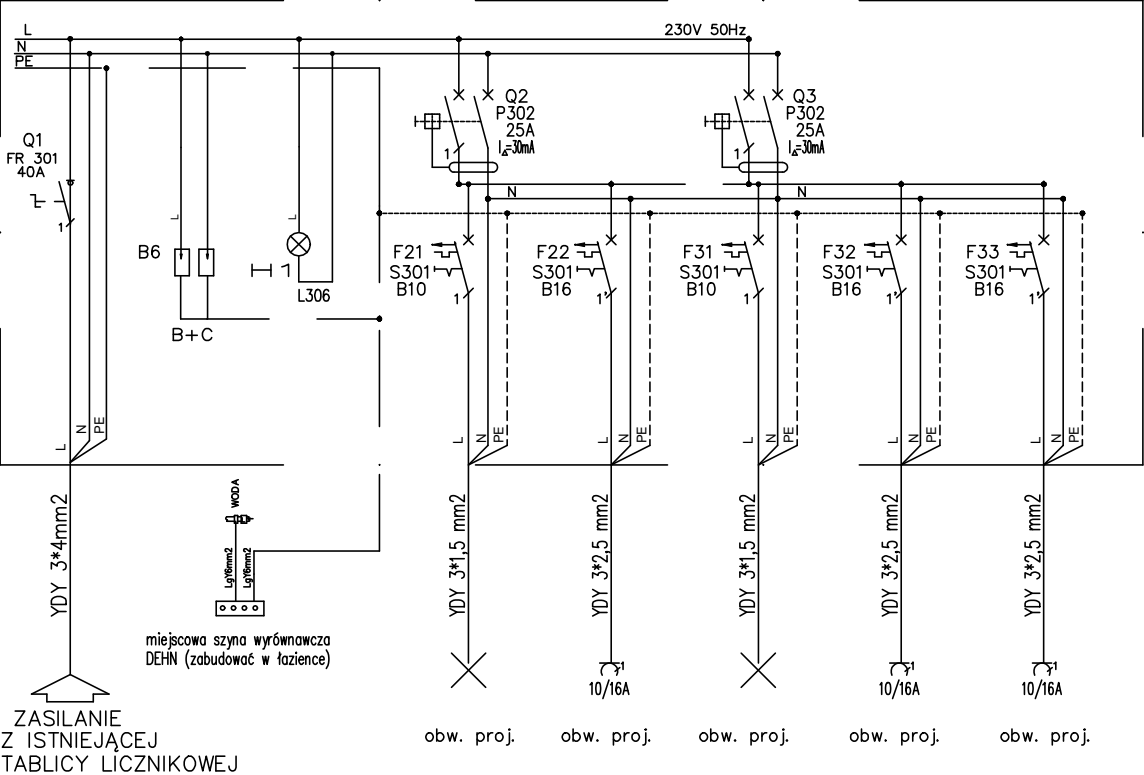 L
N
PE
230V 50Hz
Q1
FR 301
40A
1
Q2
P302
25A
I△=30mA
1
Q3
P302
25A
I△=30mA
1
N
N
L
L
B6
1
L306
B+C
F21
S301
B10
1
F22
S301
B16
1'
F31
S301
B10
1
F32
S301
B16
1'
F33
S301
B16
1'
L
N
PE
L
N
PE
L
N
PE
L
N
PE
L
N
PE
L
N
PE
YDY 3*4mm2
WODA
LgY6mm2
LgY6mm2
YDY 3*1,5 mm2
YDY 3*2,5 mm2
YDY 3*1,5 mm2
YDY 3*2,5 mm2
YDY 3*2,5 mm2
miejscowa szyna wyrównawcza
DEHN (zabudować w łazience)
1
10/16A
1
10/16A
1
10/16A
ZASILANIE
Z ISTNIEJĄCEJ
TABLICY LICZNIKOWEJ
obw. proj.
obw. proj.
obw. proj.
obw. proj.
obw. proj.